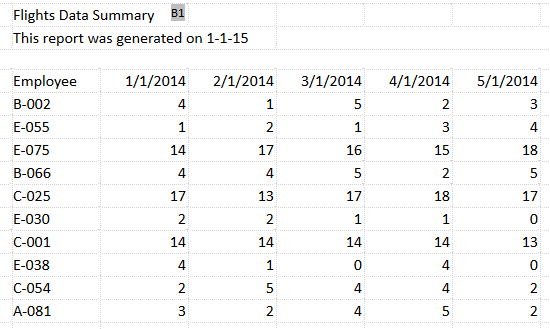 Flights Data Summary B1
This report was generated on 1-1-15
Employee 1/1/2014 2/1/2014 3/1/2014 4/1/2014 5/1/2014
B-002 4 1 5 2 3
E-055 1 2 1 3 4
E-075 14 17 16 15 18
B-066 4 4 5 2 5
C-025 17 13 17 18 17
E-030 2 2 1 1 0
C-001 14 14 14 14 13
E-038 4 1 0 4 0
C-054 2 5 4 4 2
A-081 3 2 4 5 2